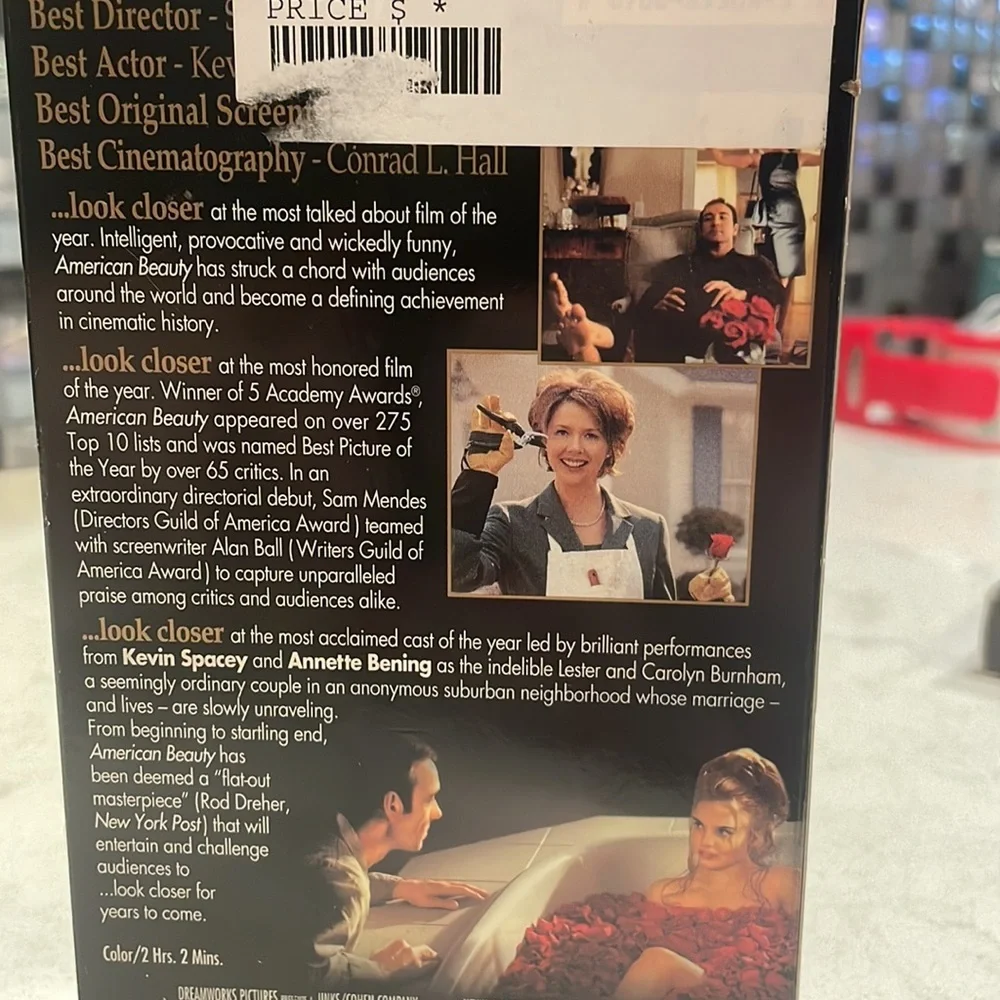 PRICE $ *
Best Director -
Best Actor -
Best Original
Best Cinematography - Conrad L. Hall
...look closer at the most talked about film of the
year. Intelligent, provocative and wickedly funny,
American Beauty has struck a chord with audiences
around the world and become a defining achievement
in cinematic history.
...look closer at the most honored film
of the year. Winner of 5 Academy Awards®,
American Beauty appeared on over 275
Top 10 lists and was named Best Picture of
the Year by over 65 critics. In an
extraordinary directorial debut, Sam Mendes
(Directors Guild of America Award) teamed
with screenwriter Alan Ball (Writers Guild of
America Award) to capture unparalleled
praise among critics and audiences alike.
...look closer at the most acclaimed cast of the year led by brilliant performances
from Kevin Spacey and Annette Bening as the indelible Lester and Carolyn Burnham,
a seemingly ordinary couple in an anonymous suburban neighborhood whose marriage –
and lives – are slowly unraveling.
From beginning to startling end,
American Beauty has
been deemed a "flat-out
masterpiece" (Rod Dreher,
New York Post) that will
entertain and challenge
audiences to
...look closer for
years to come.
Color/2 Hrs. 2 Mins.
DREAMWORKS PICTURES